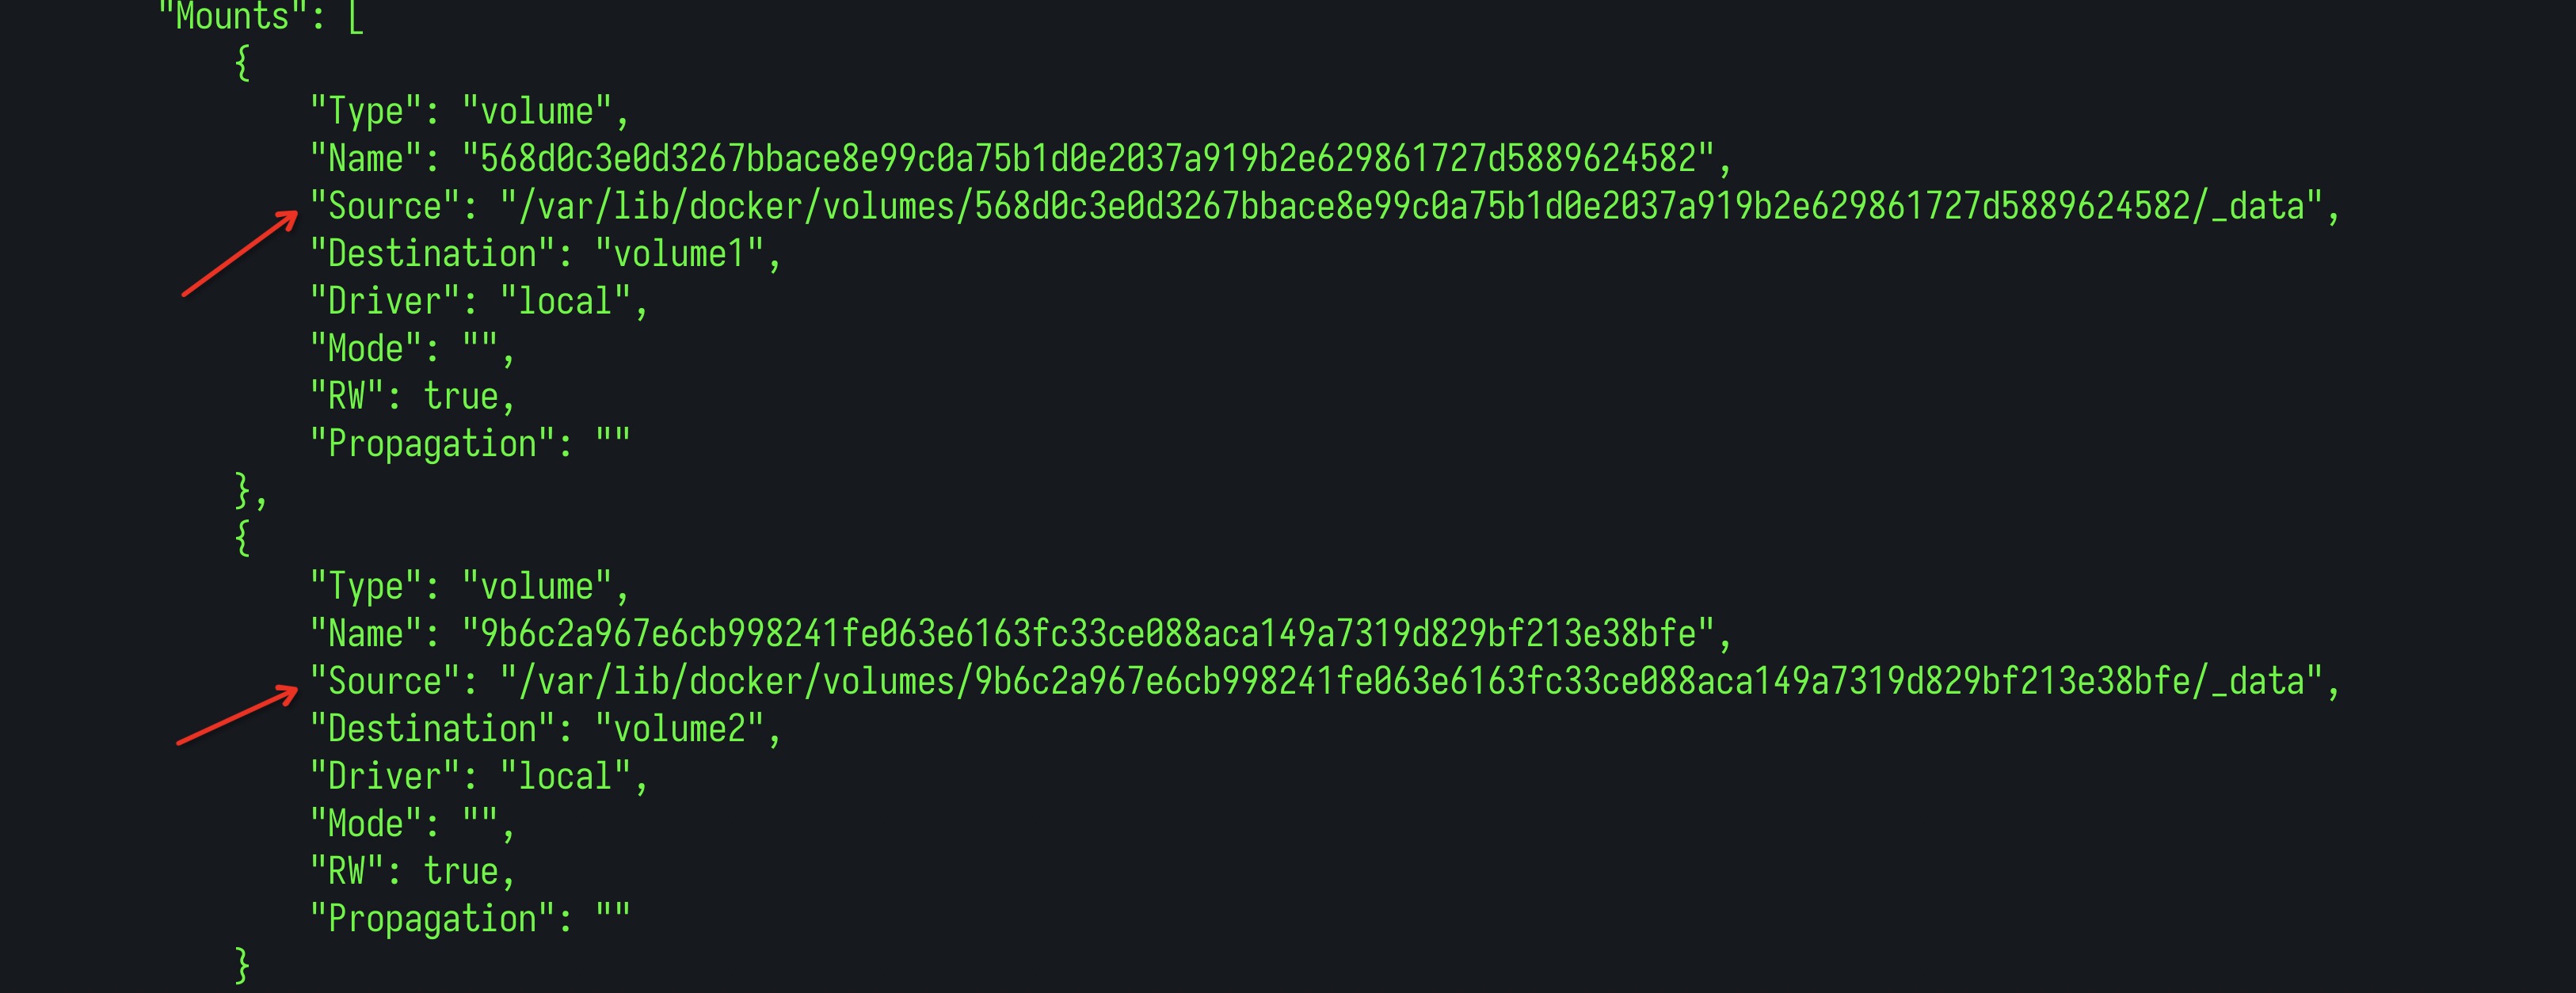 "Mounts": [
{
"Type": "volume",
"Name": "568d0c3e0d3267bbace8e99c0a75b1d0e2037a919b2e629861727d5889624582",
"Source": "/var/lib/docker/volumes/568d0c3e0d3267bbace8e99c0a75b1d0e2037a919b2e629861727d5889624582/_data",
"Destination": "volume1",
"Driver": "local",
"Mode": "",
"RW": true,
"Propagation": ""
},
{
"Type": "volume",
"Name": "9b6c2a967e6cb998241fe063e6163fc33ce088aca149a7319d829bf213e38bfe",
"Source": "/var/lib/docker/volumes/9b6c2a967e6cb998241fe063e6163fc33ce088aca149a7319d829bf213e38bfe/_data",
"Destination": "volume2",
"Driver": "local",
"Mode": "",
"RW": true,
"Propagation": ""
}